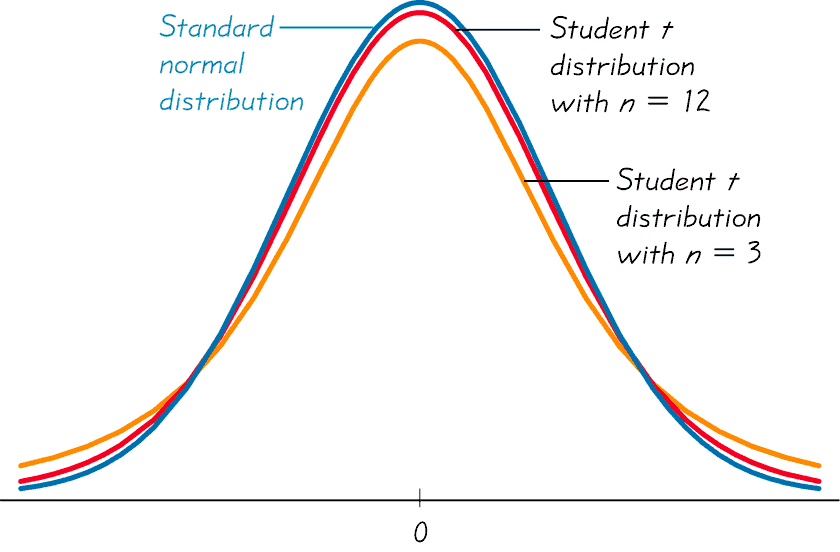 Standard
normal
distribution
Student t
distribution
with n = 12
Student t
distribution
with n = 3
0